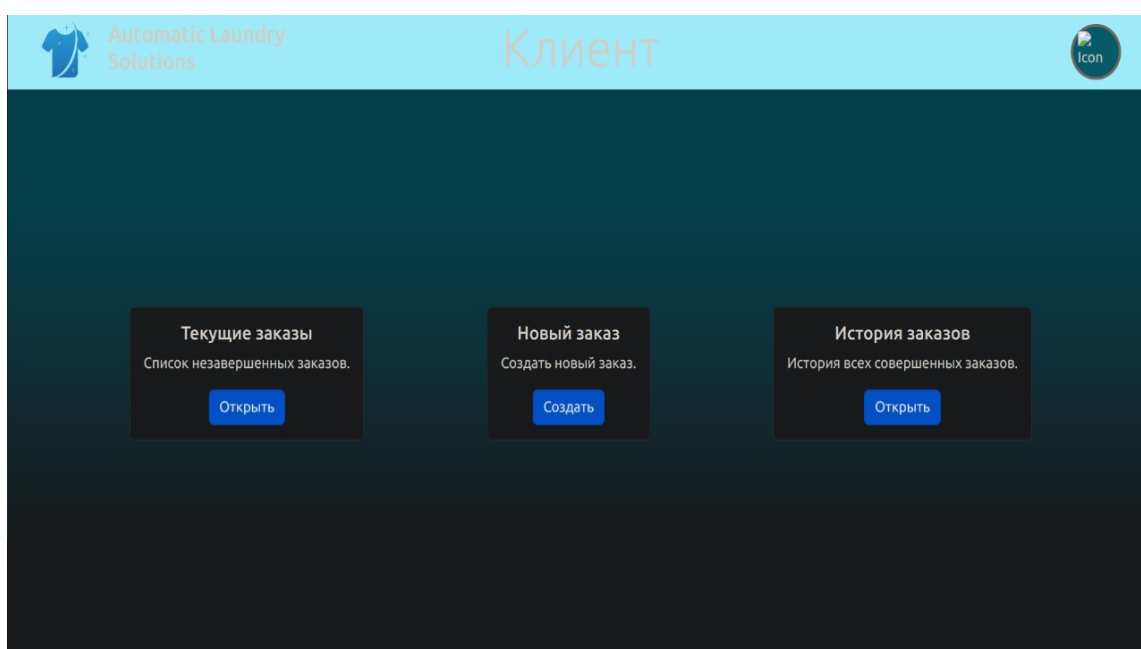 Automatic Laundry
Solutions
Клиент
Icon
Текущие заказы
Список незавершенных заказов.
Открыть
Новый заказ
Создать новый заказ.
Создать
История заказов
История всех совершенных заказов.
Открыть